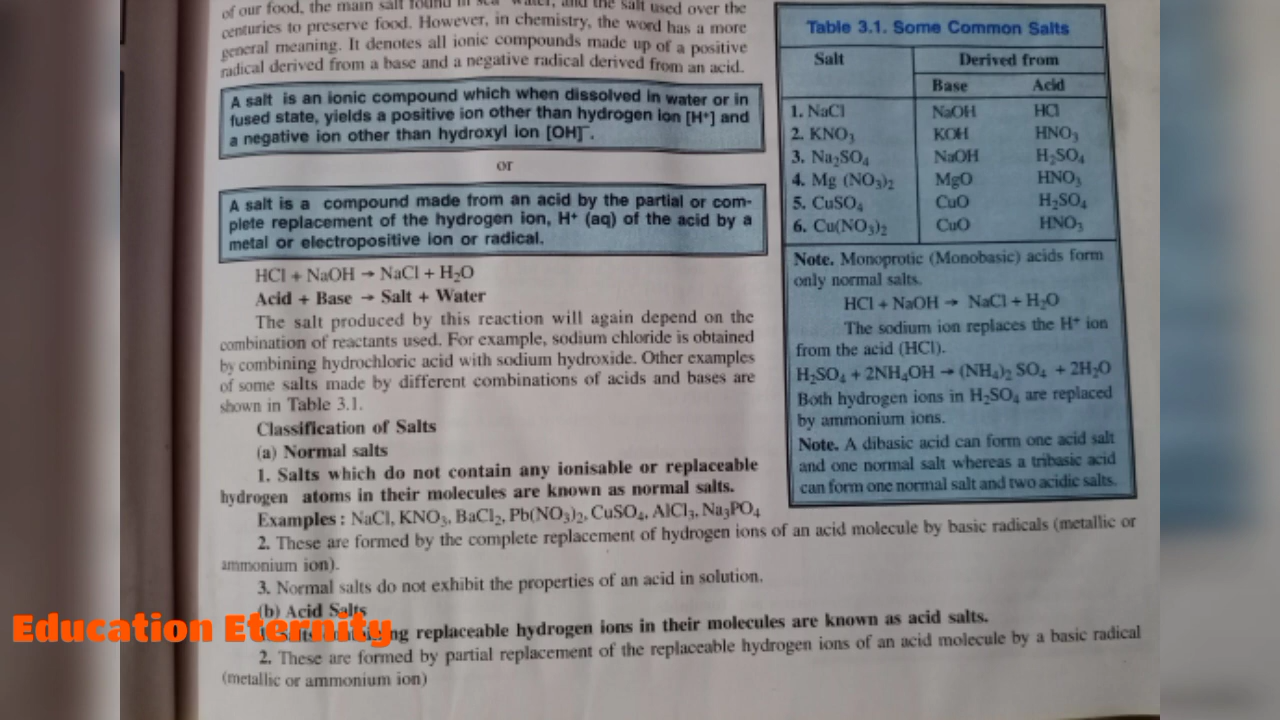 of our food, the main salt found in sea water, and the salt used over the
centuries to preserve food. However, in chemistry, the word has a more
general meaning. It denotes all ionic compounds made up of a positive
radical derived from a base and a negative radical derived from an acid.
A salt is an ionic compound which when dissolved in water or in
fused state, yields a positive ion other than hydrogen ion [H⁺] and
a negative ion other than hydroxyl ion [OH]⁻.
or
A salt is a compound made from an acid by the partial or com-
plete replacement of the hydrogen ion, H⁺ (aq) of the acid by a
metal or electropositive ion or radical.
HCl + NaOH → NaCl + H₂O
Acid + Base → Salt + Water
The salt produced by this reaction will again depend on the
combination of reactants used. For example, sodium chloride is obtained
by combining hydrochloric acid with sodium hydroxide. Other examples
of some salts made by different combinations of acids and bases are
shown in Table 3.1.
Classification of Salts
(a) Normal salts
1. Salts which do not contain any ionisable or replaceable
hydrogen atoms in their molecules are known as normal salts.
Examples : NaCl, KNO₃, BaCl₂, Pb(NO₃)₂, CuSO₄, AlCl₃, Na₃PO₄
Table 3.1. Some Common Salts
Salt Derived from
Base Acid
1. NaCl NaOH HCl
2. KNO₃ KOH HNO₃
3. Na₂SO₄ NaOH H₂SO₄
4. Mg (NO₃)₂ MgO HNO₃
5. CuSO₄ CuO H₂SO₄
6. Cu(NO₃)₂ CuO HNO₃
Note. Monoprotic (Monobasic) acids form
only normal salts.
HCl + NaOH → NaCl + H₂O
The sodium ion replaces the H⁺ ion
from the acid (HCl).
H₂SO₄ + 2NH₄OH → (NH₄)₂ SO₄ + 2H₂O
Both hydrogen ions in H₂SO₄ are replaced
by ammonium ions.
Note. A dibasic acid can form one acid salt
and one normal salt whereas a tribasic acid
can form one normal salt and two acidic salts.
2. These are formed by the complete replacement of hydrogen ions of an acid molecule by basic radicals (metallic or
ammonium ion).
3. Normal salts do not exhibit the properties of an acid in solution.
(b) Acid Salts
replaceable hydrogen ions in their molecules are known as acid salts.
2. These are formed by partial replacement of the replaceable hydrogen ions of an acid molecule by a basic radical
(metallic or ammonium ion)
Education Eternity